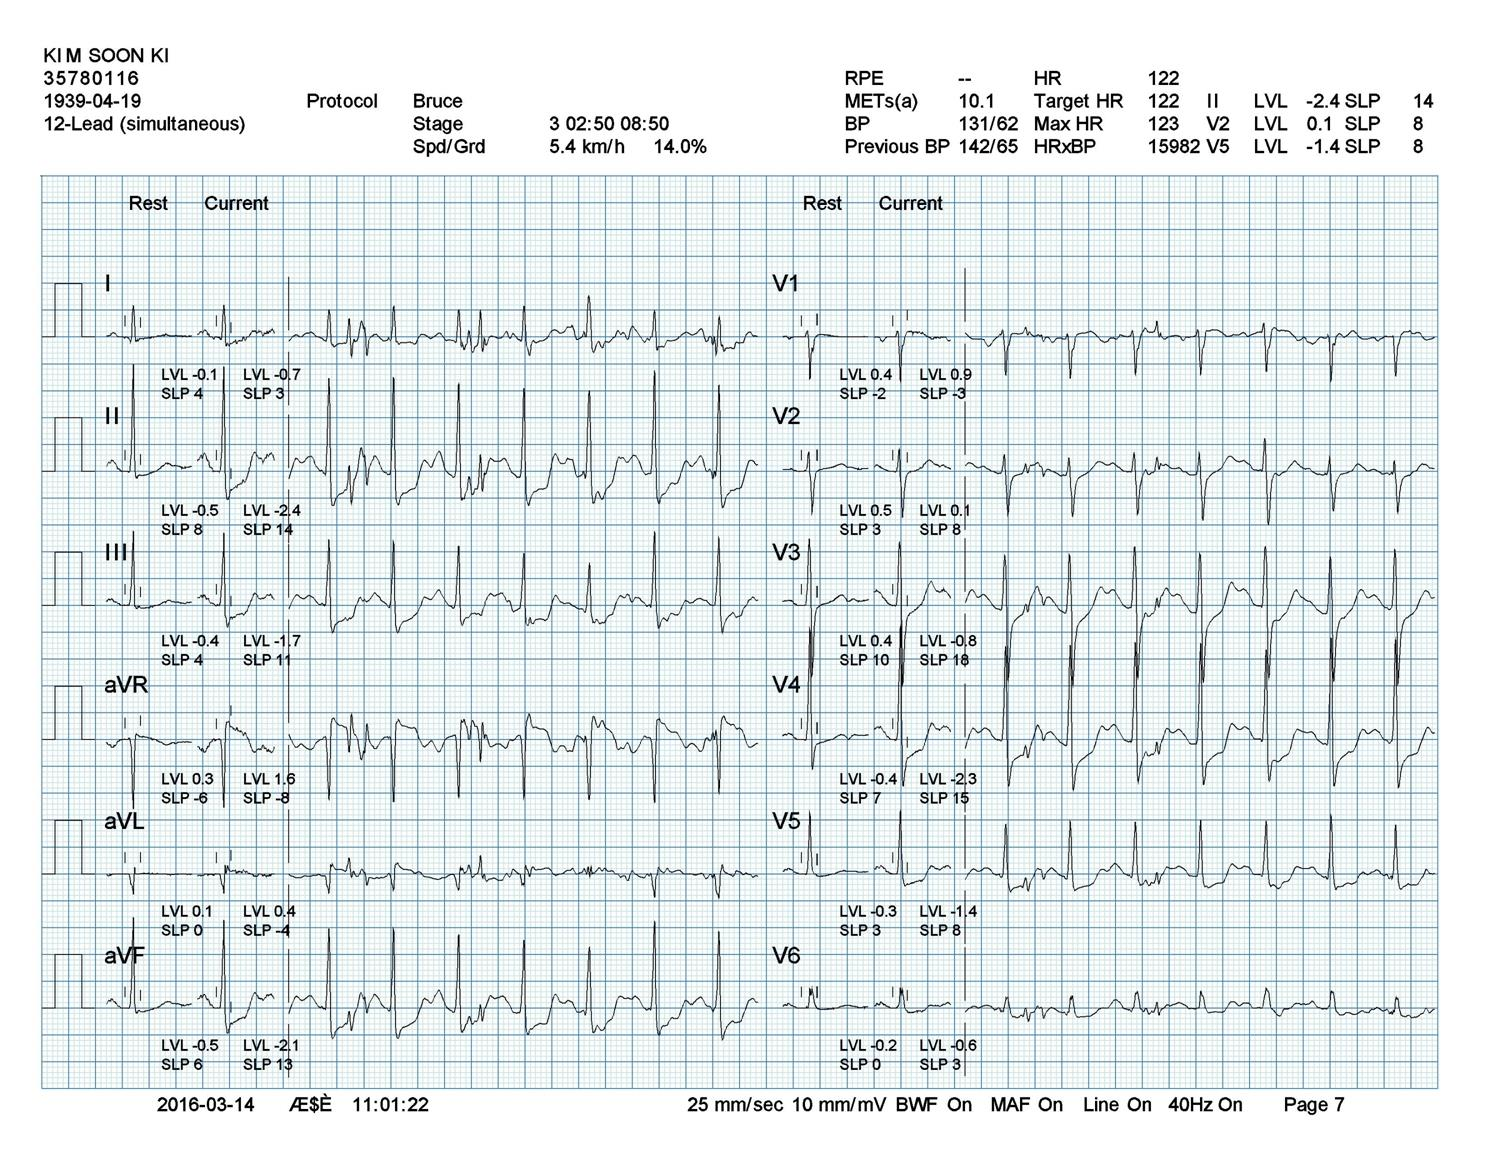 KIM SOON KI
35780116
1939-04-19
12-Lead (simultaneous)
Protocol Bruce
Stage 3 02:50 08:50
Spd/Grd 5.4 km/h 14.0%
RPE -- HR 122
METs(a) 10.1 Target HR 122 II LVL -2.4 SLP 14
BP 131/62 Max HR 123 V2 LVL 0.1 SLP 8
Previous BP 142/65 HRxBP 15982 V5 LVL -1.4 SLP 8
Rest Current
Rest Current
I
LVL -0.1 LVL -0.7
SLP 4 SLP 3
II
LVL -0.5 LVL -2.4
SLP 8 SLP 14
III
LVL -0.4 LVL -1.7
SLP 4 SLP 11
aVR
LVL 0.3 LVL 1.6
SLP -6 SLP -8
aVL
LVL 0.1 LVL 0.4
SLP 0 SLP -4
aVF
LVL -0.5 LVL -2.1
SLP 6 SLP 13
V1
LVL 0.4 LVL 0.9
SLP -2 SLP -3
V2
LVL 0.5 LVL 0.1
SLP 3 SLP 8
V3
LVL 0.4 LVL -0.8
SLP 10 SLP 18
V4
LVL -0.4 LVL -2.3
SLP 7 SLP 15
V5
LVL -0.3 LVL -1.4
SLP 3 SLP 8
V6
LVL -0.2 LVL -0.6
SLP 0 SLP 3
2016-03-14 Æ$È 11:01:22
25 mm/sec 10 mm/mV BWF On MAF On Line On 40Hz On Page 7